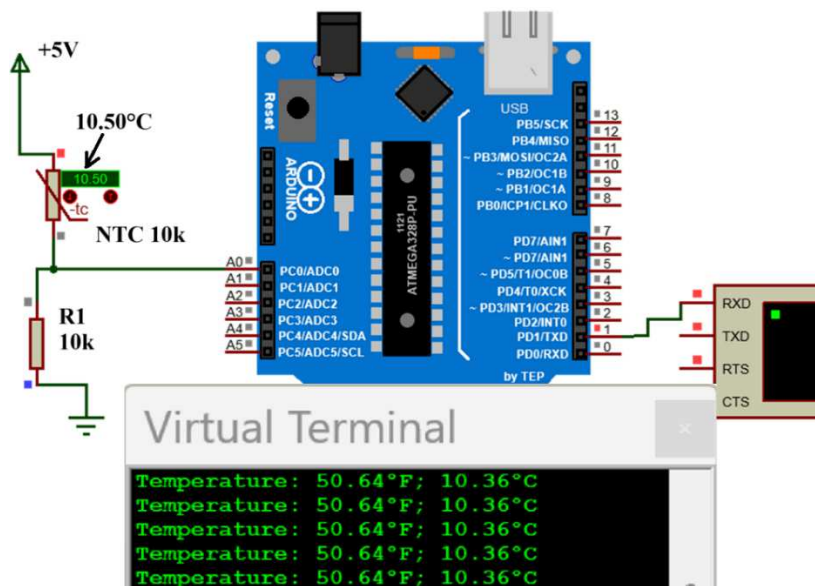 +5V
10.50°C
10.50
-tc
NTC 10k
R1
10k
Reset
ARDUINO
1121
ATMEGA328P-PU
USB
PB5/SCK
13
PB4/MISO
12
~ PB3/MOSI/OC2A
11
~ PB2/OC1B
10
~ PB1/OC1A
9
PB0/ICP1/CLKO
8
PD7/AIN1
7
~ PD7/AIN1
6
~ PD5/T1/OC0B
5
PD4/T0/XCK
4
~ PD3/INT1/OC2B
3
PD2/INT0
2
PD1/TXD
1
PD0/RXD
0
by TEP
A0
PC0/ADC0
A1
PC1/ADC1
A2
PC2/ADC2
A3
PC3/ADC3
A4
PC4/ADC4/SDA
A5
PC5/ADC5/SCL
RXD
TXD
RTS
CTS
Virtual Terminal
Temperature: 50.64°F; 10.36°C
Temperature: 50.64°F; 10.36°C
Temperature: 50.64°F; 10.36°C
Temperature: 50.64°F; 10.36°C
Temperature: 50.64°F; 10.36°C